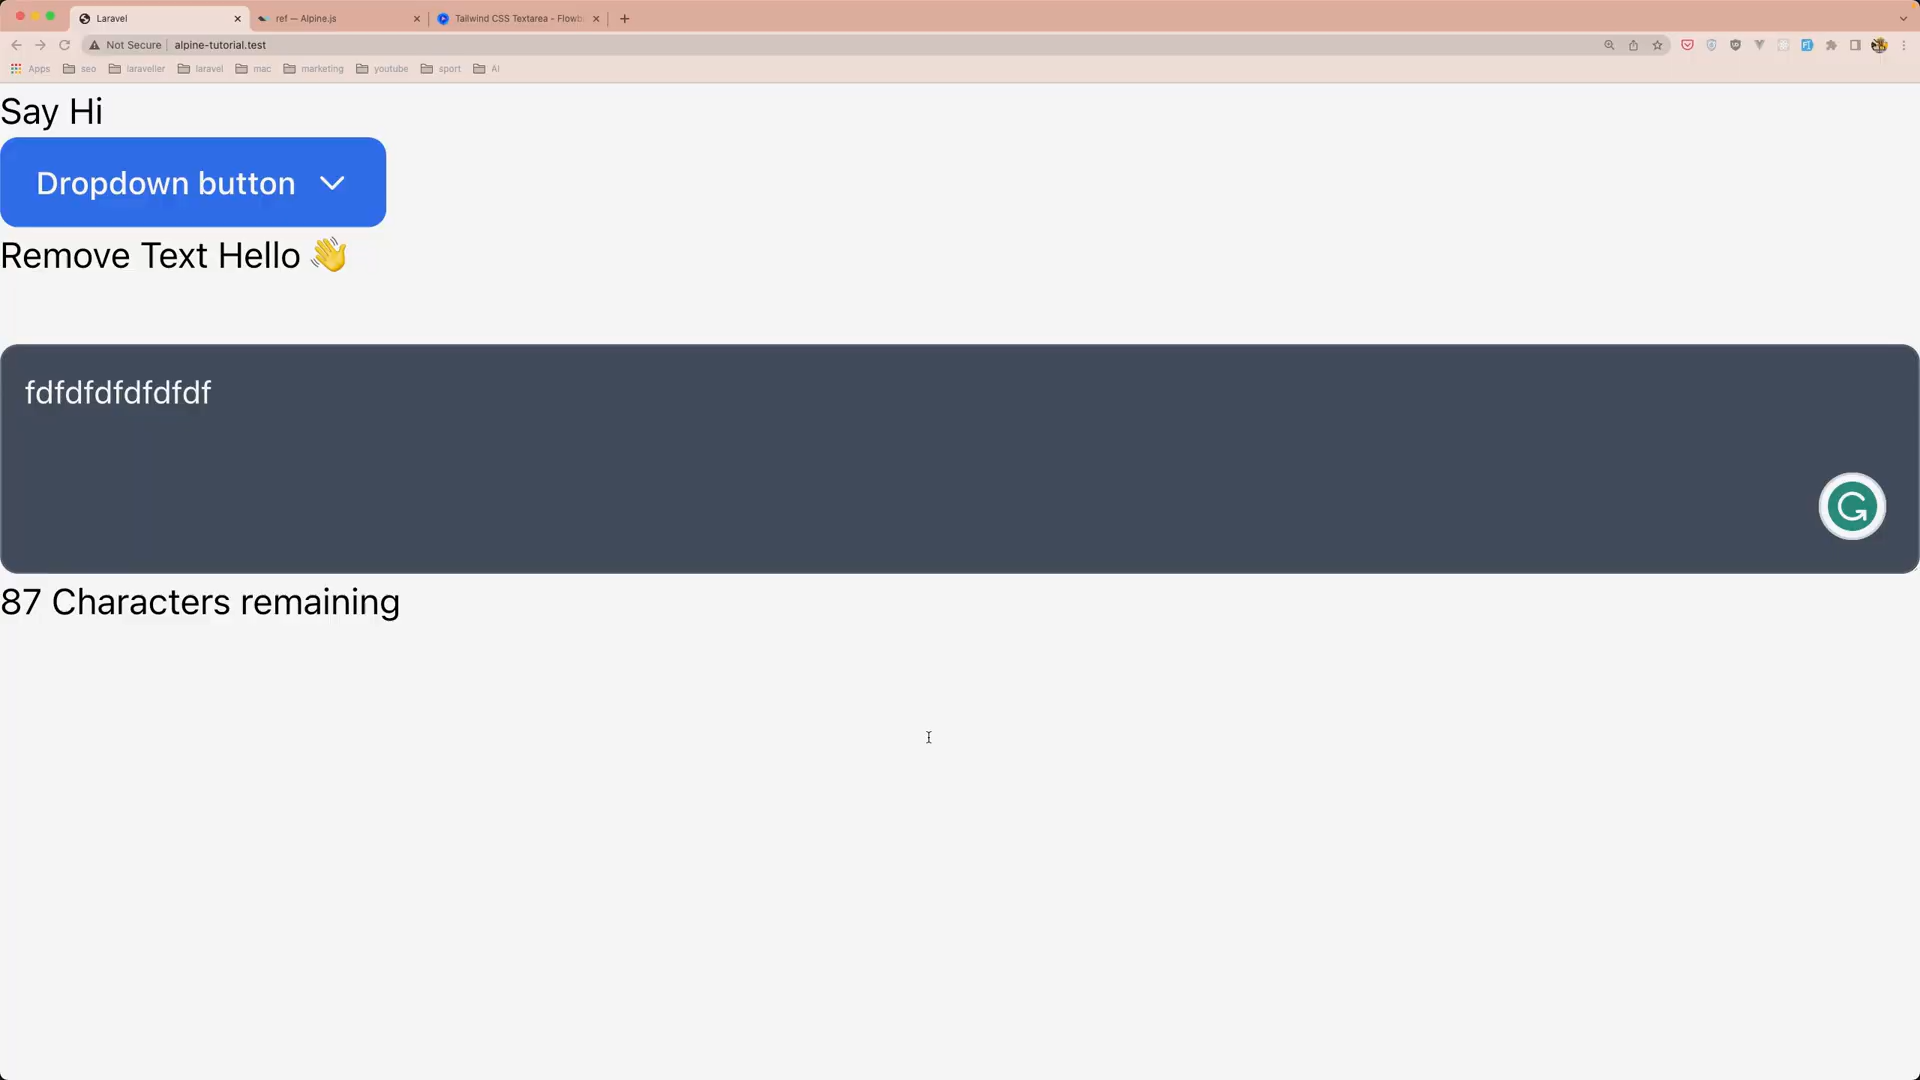 Laravel
ref — Alpine.js
Tailwind CSS Textarea - Flowb
Not Secure
alpine-tutorial.test
Apps
seo
laraveller
laravel
mac
marketing
youtube
sport
AI
Say Hi
Dropdown button
Remove Text Hello 👋
fdfdfdfdfdfdf
87 Characters remaining